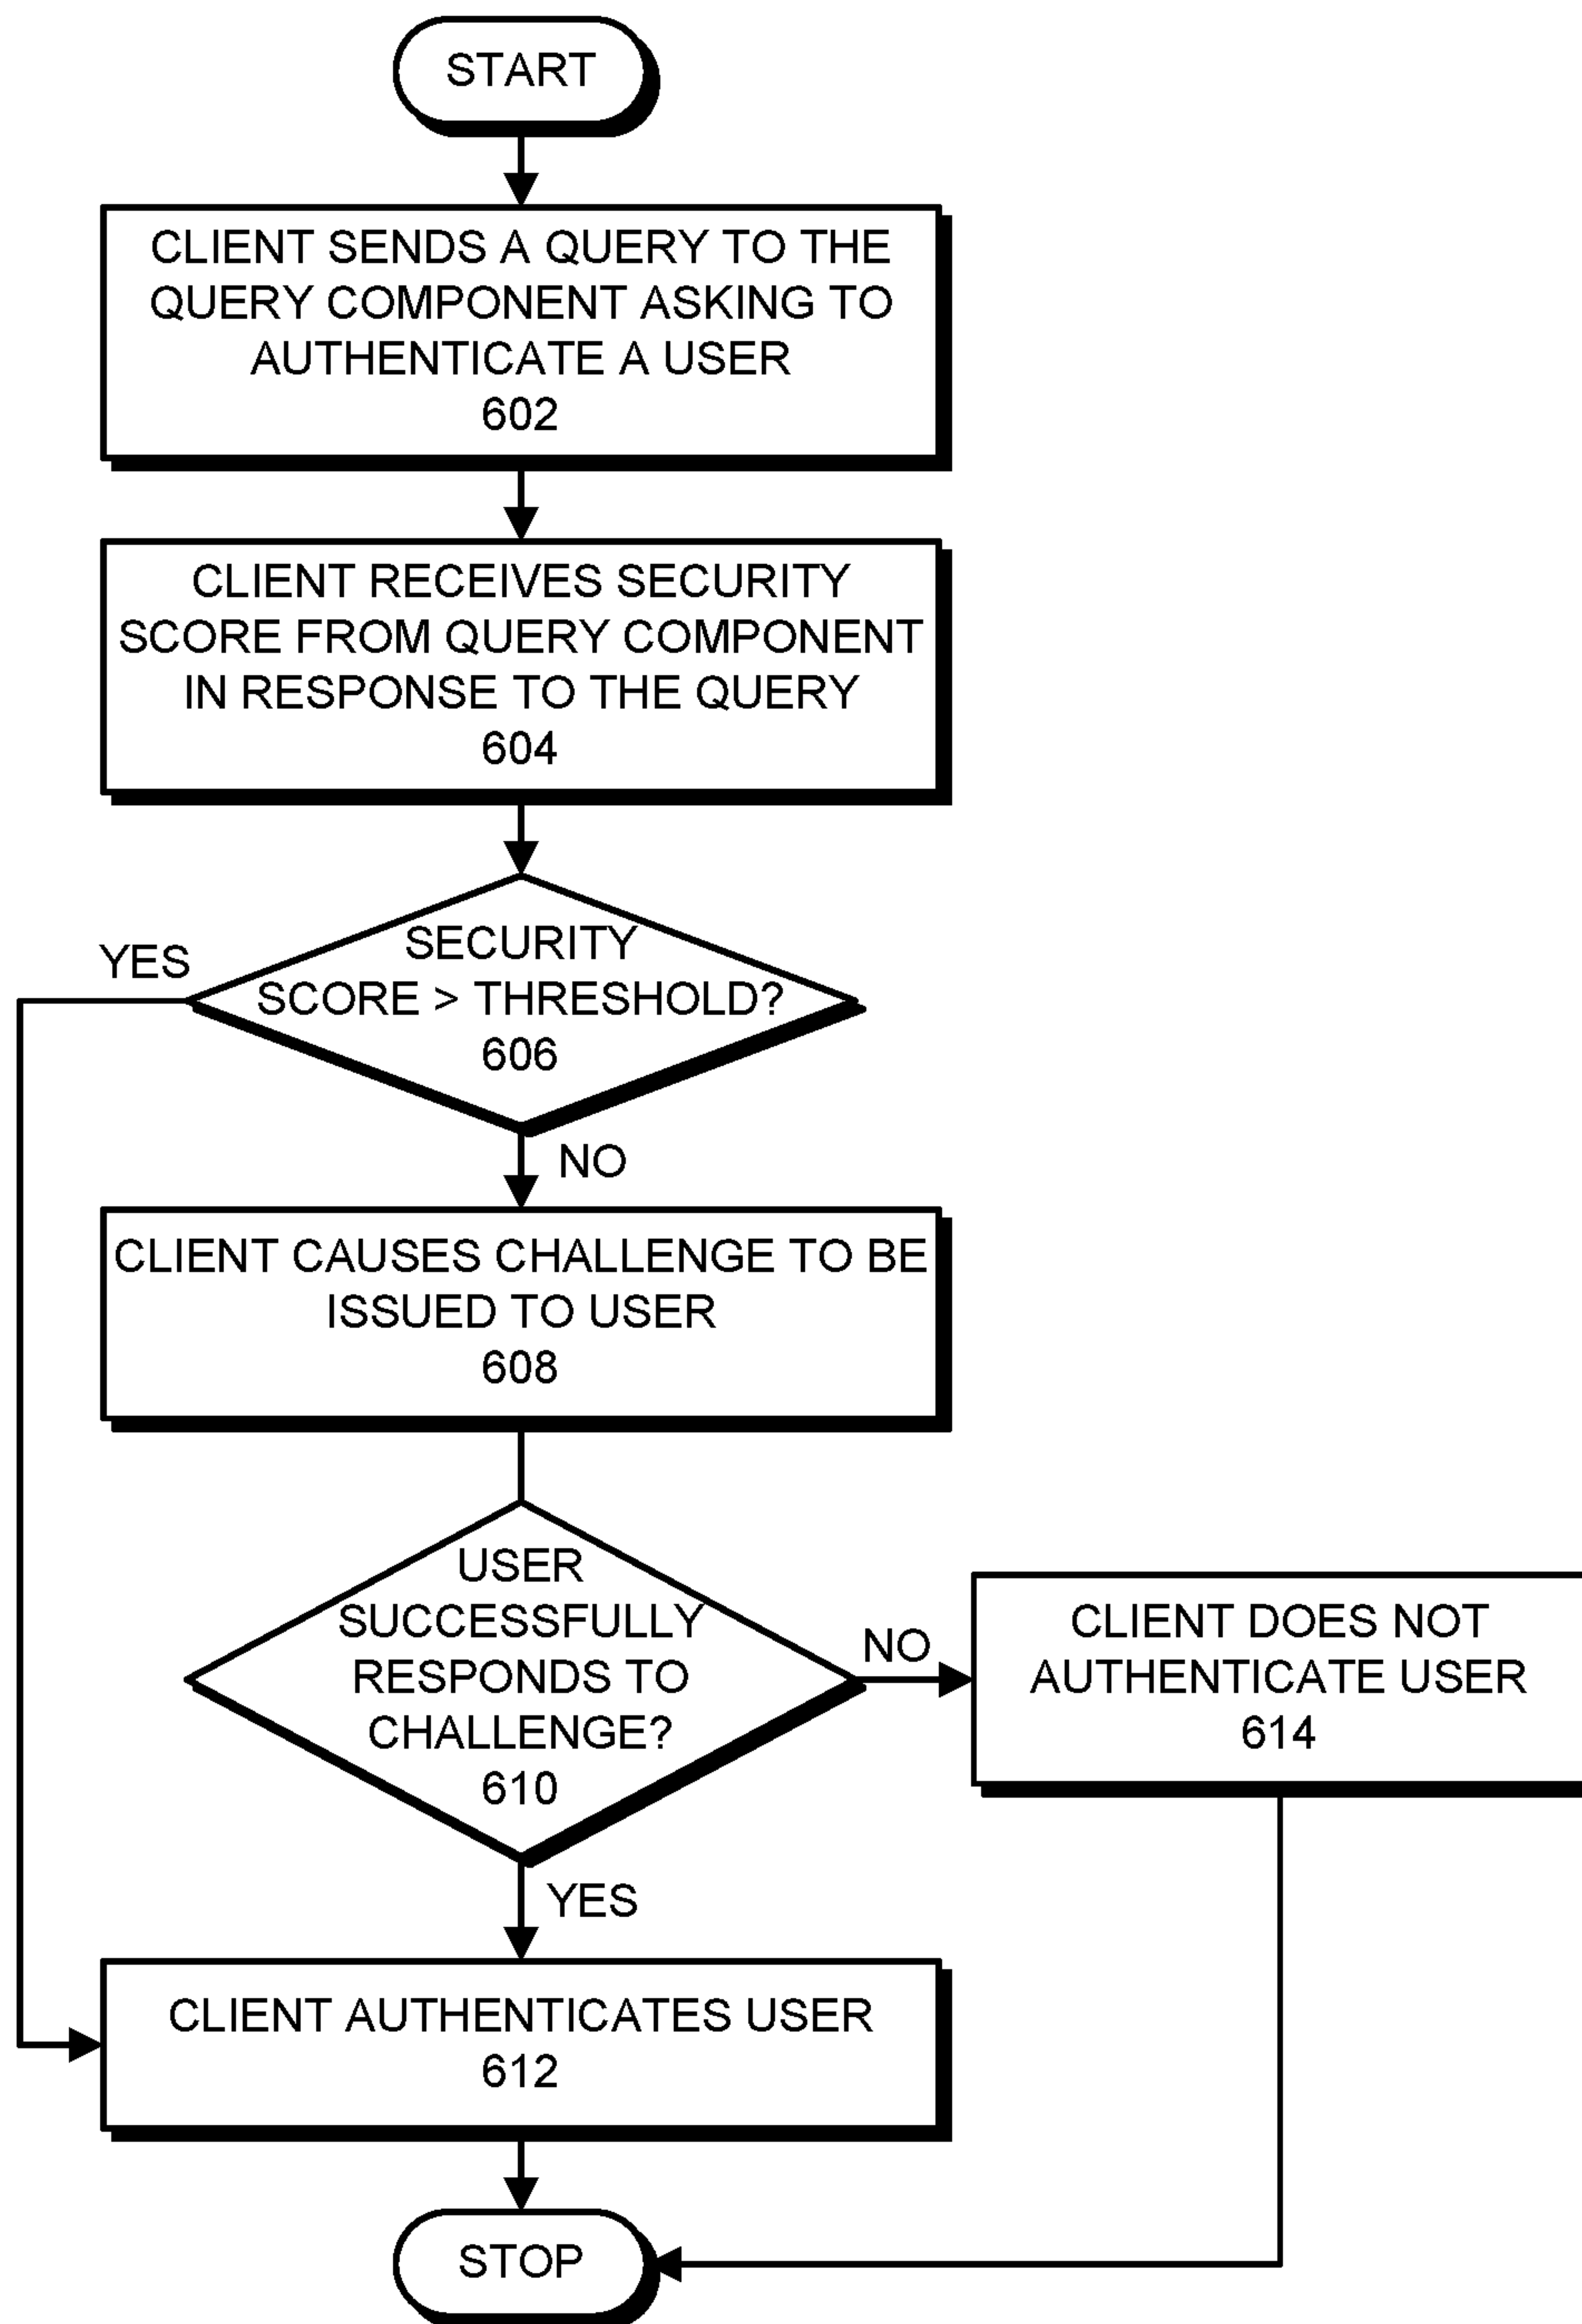 START
CLIENT SENDS A QUERY TO THE
QUERY COMPONENT ASKING TO
AUTHENTICATE A USER
602
CLIENT RECEIVES SECURITY
SCORE FROM QUERY COMPONENT
IN RESPONSE TO THE QUERY
604
YES
SECURITY
SCORE > THRESHOLD?
606
NO
CLIENT CAUSES CHALLENGE TO BE
ISSUED TO USER
608
USER
SUCCESSFULLY
RESPONDS TO
CHALLENGE?
610
NO
CLIENT DOES NOT
AUTHENTICATE USER
614
YES
CLIENT AUTHENTICATES USER
612
STOP